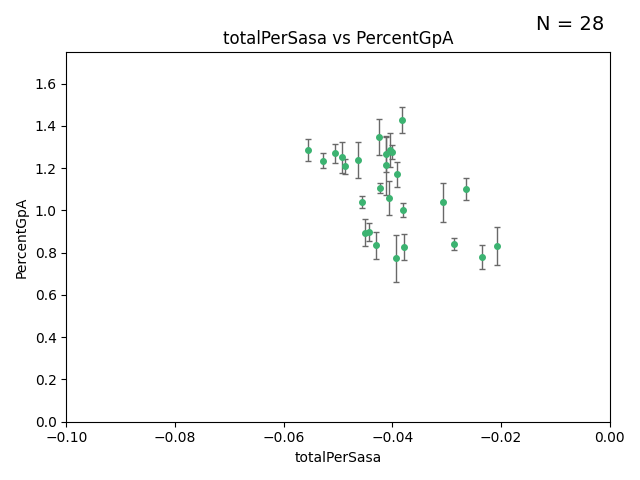 N = 28
totalPerSasa vs PercentGpA
PercentGpA
1.6
1.4
1.2
1.0
0.8
0.6
0.4
0.2
0.0
−0.10 −0.08 −0.06 −0.04 −0.02 0.00
totalPerSasa